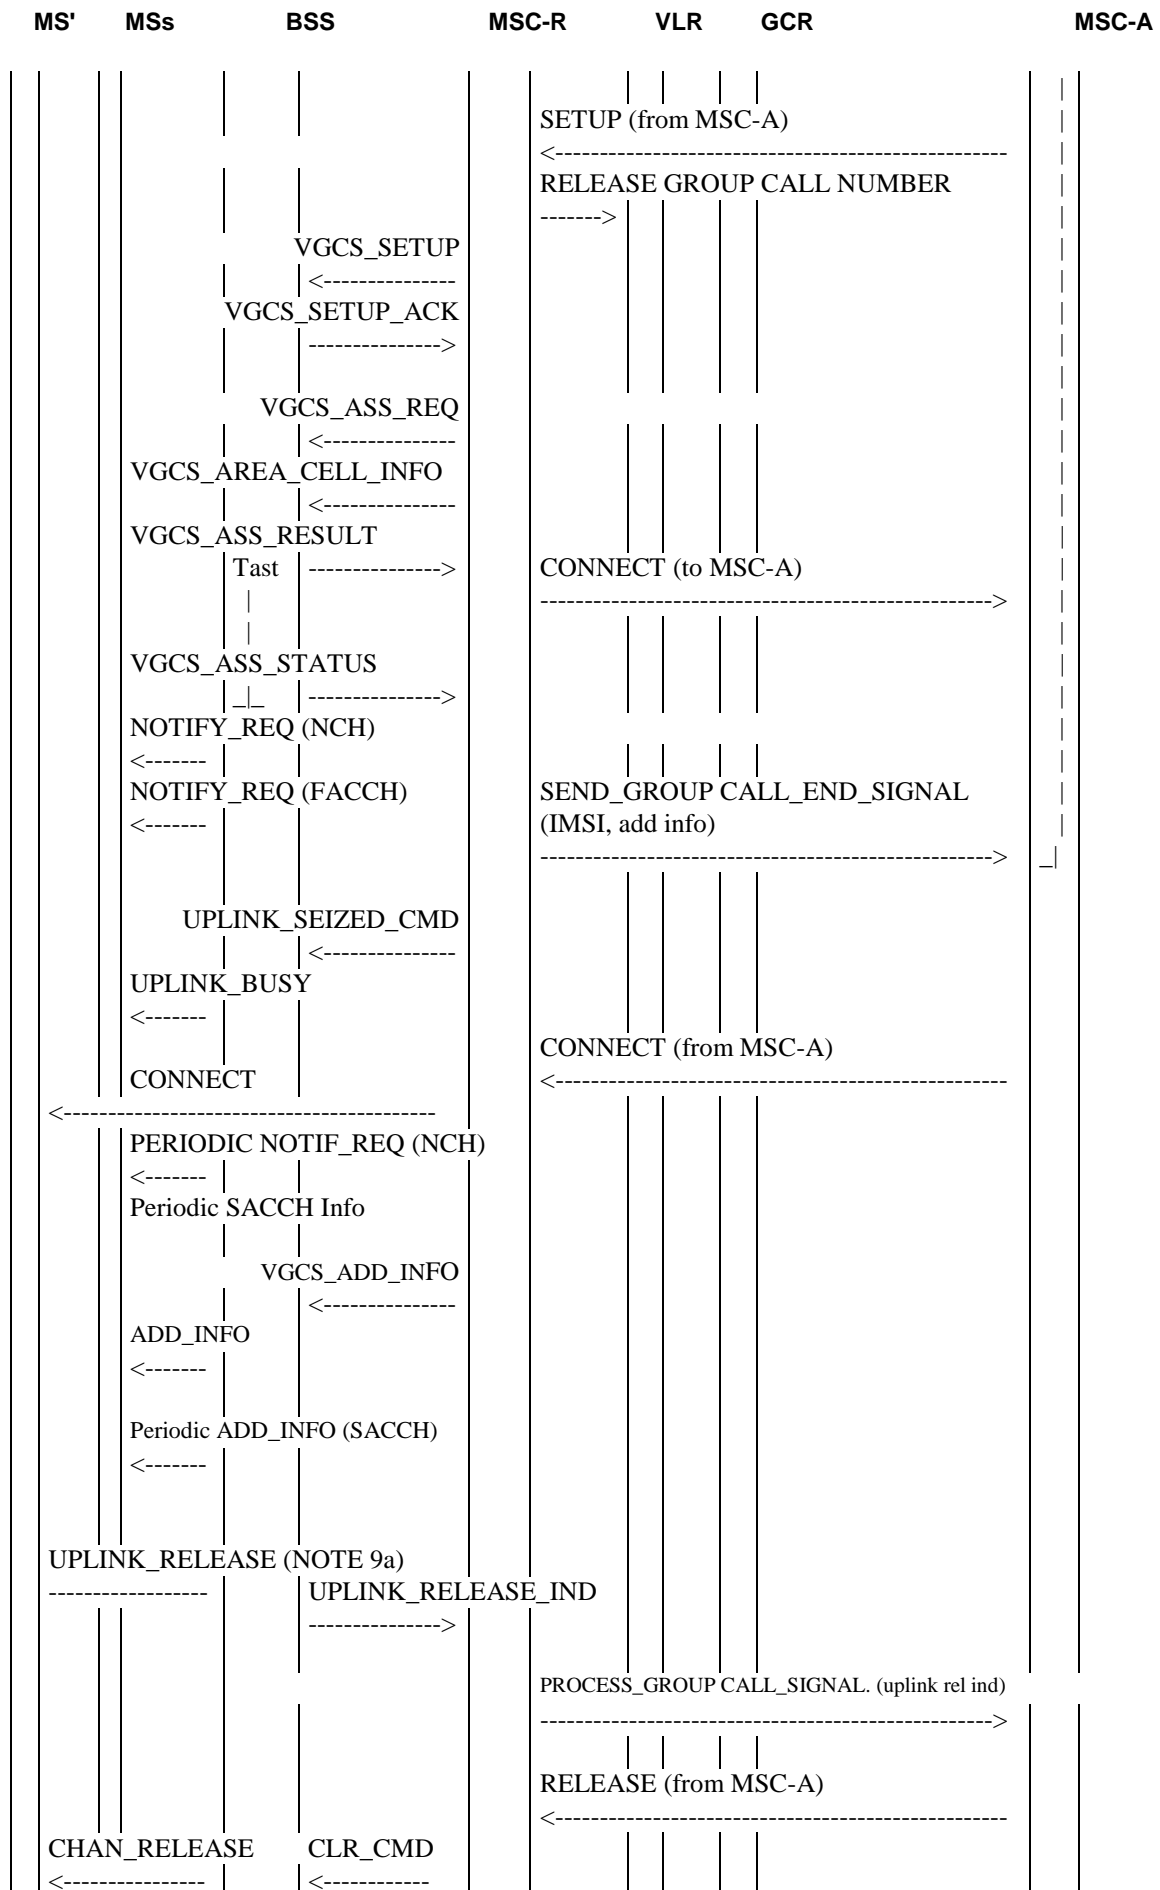 MS' MSs BSS MSC-R VLR GCR MSC-A
SETUP (from MSC-A)
<---------------------------------------------------
RELEASE GROUP CALL NUMBER
------->
VGCS_SETUP
<---------------
VGCS_SETUP_ACK
--------------->
VGCS_ASS_REQ
<---------------
VGCS_AREA_CELL_INFO
<---------------
VGCS_ASS_RESULT
Tast ---------------> CONNECT (to MSC-A)
--------------------------------------------------->
VGCS_ASS_STATUS
_|_ --------------->
NOTIFY_REQ (NCH)
<-------
NOTIFY_REQ (FACCH) SEND_GROUP CALL_END_SIGNAL
<------- (IMSI, add info)
---------------------------------------------------> _|
UPLINK_SEIZED_CMD
<---------------
UPLINK_BUSY
<-------
CONNECT (from MSC-A)
CONNECT <---------------------------------------------------
<------------------------------------------
PERIODIC NOTIF_REQ (NCH)
<-------
Periodic SACCH Info
VGCS_ADD_INFO
<---------------
ADD_INFO
<-------
Periodic ADD_INFO (SACCH)
<-------
UPLINK_RELEASE (NOTE 9a)
------------------ UPLINK_RELEASE_IND
--------------->
PROCESS_GROUP CALL_SIGNAL. (uplink rel ind)
--------------------------------------------------->
RELEASE (from MSC-A)
<---------------------------------------------------
CHAN_RELEASE CLR_CMD
<---------------- <------------